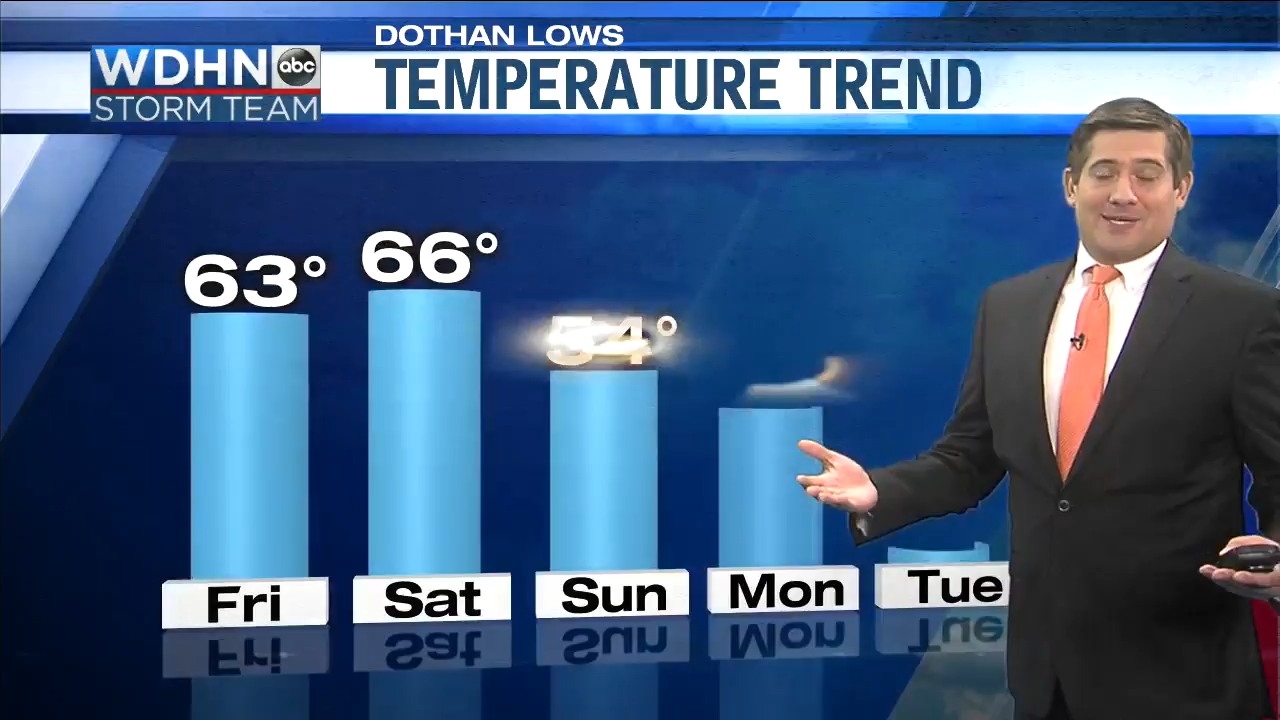 DOTHAN LOWS
WDHN abc
STORM TEAM
TEMPERATURE TREND
63° 66° 54°
Fri Sat Sun Mon Tue